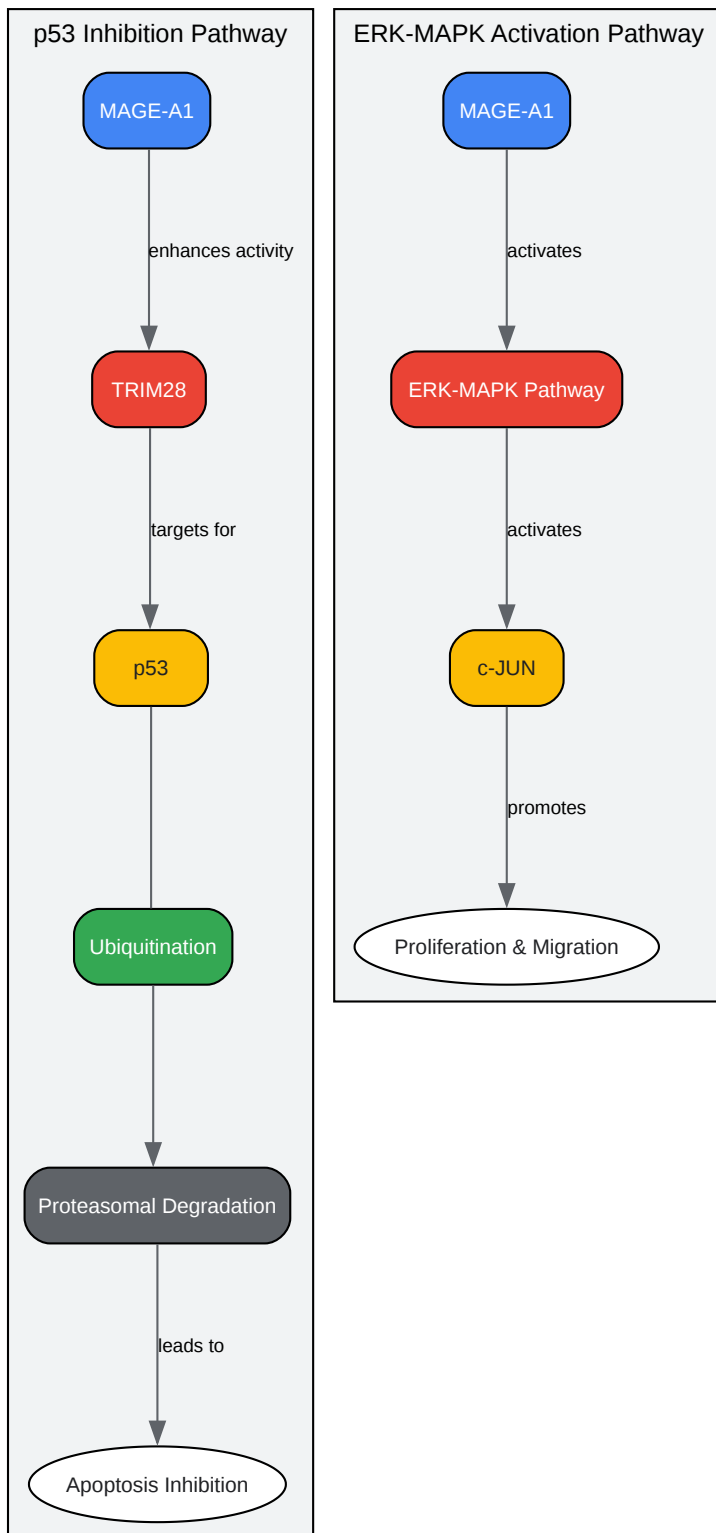 p53 Inhibition Pathway
MAGE-A1
enhances activity
TRIM28
targets for
p53
Ubiquitination
Proteasomal Degradation
leads to
Apoptosis Inhibition
ERK-MAPK Activation Pathway
MAGE-A1
activates
ERK-MAPK Pathway
activates
c-JUN
promotes
Proliferation & Migration